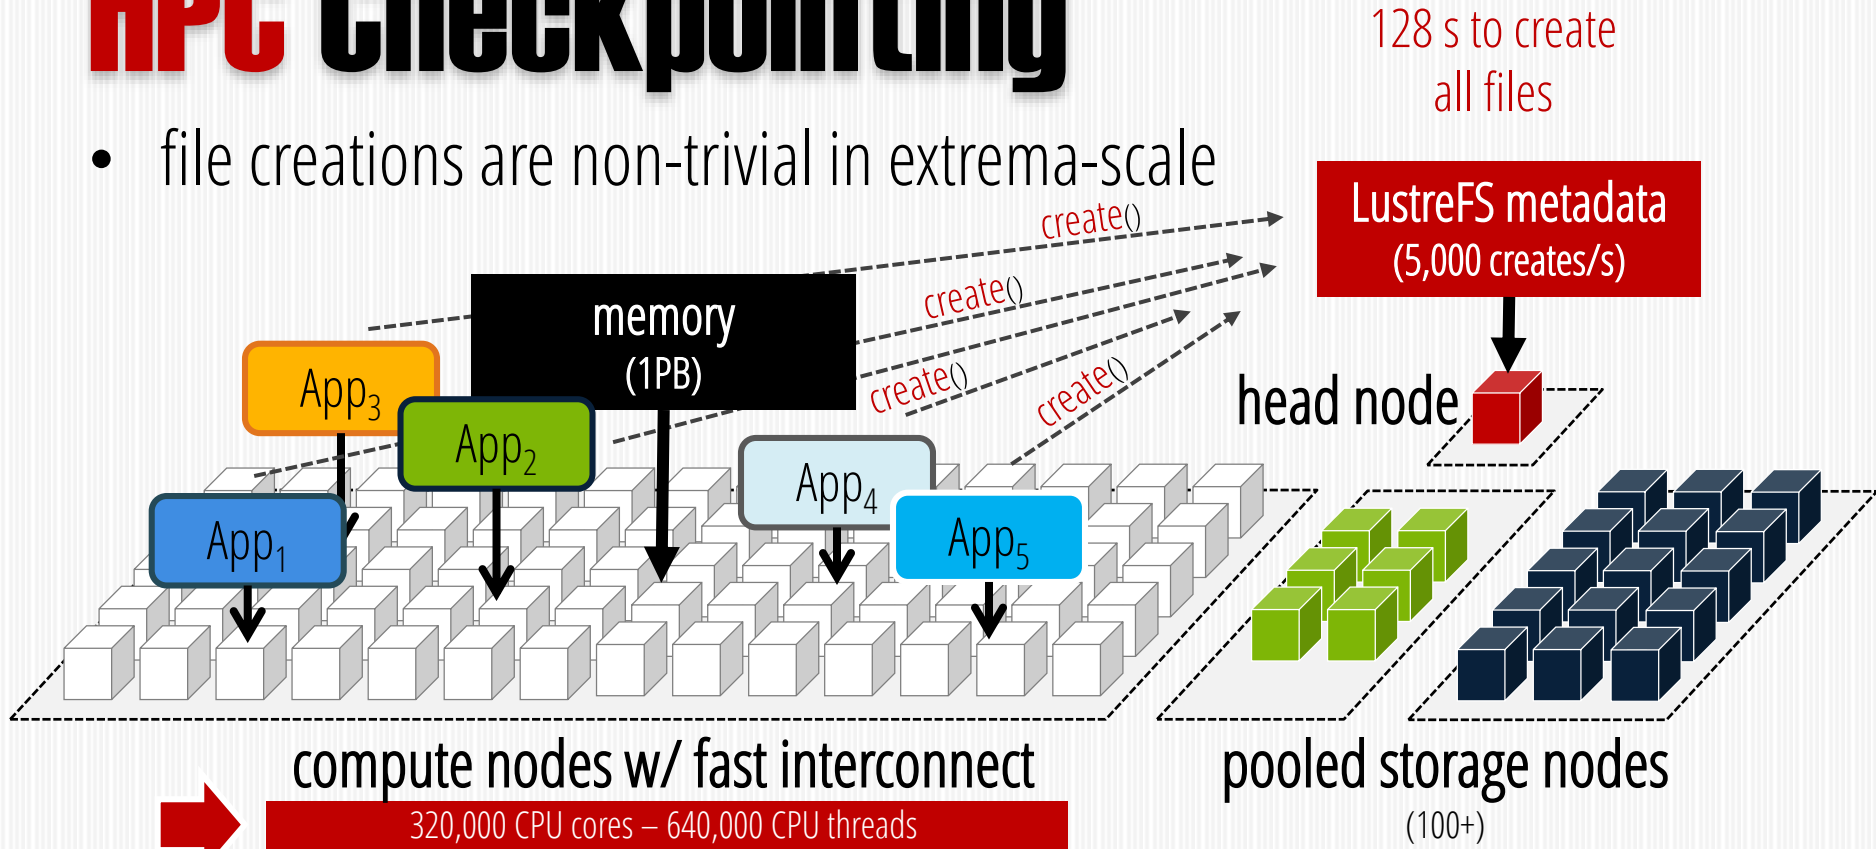 HPC Checkpointing
128 s to create
all files
• file creations are non-trivial in extrema-scale
LustreFS metadata
(5,000 creates/s)
create()
create()
create()
create()
memory
(1PB)
head node
App3
App2
App4
App1
App5
compute nodes w/ fast interconnect
pooled storage nodes
320,000 CPU cores – 640,000 CPU threads
(100+)